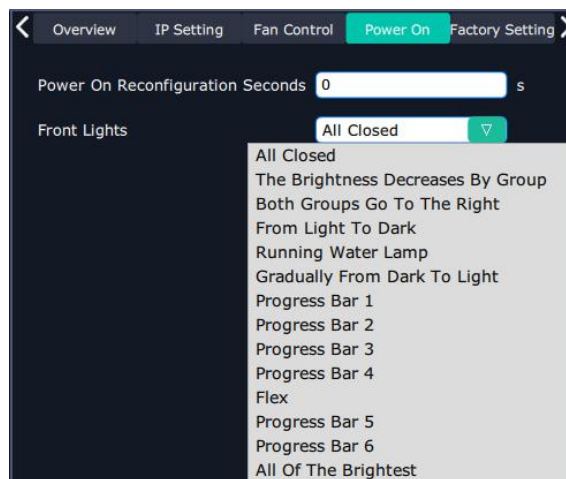 Overview IP Setting Fan Control Power On Factory Setting
Power On Reconfiguration Seconds 0 s
Front Lights All Closed
All Closed
The Brightness Decreases By Group
Both Groups Go To The Right
From Light To Dark
Running Water Lamp
Gradually From Dark To Light
Progress Bar 1
Progress Bar 2
Progress Bar 3
Progress Bar 4
Flex
Progress Bar 5
Progress Bar 6
All Of The Brightest